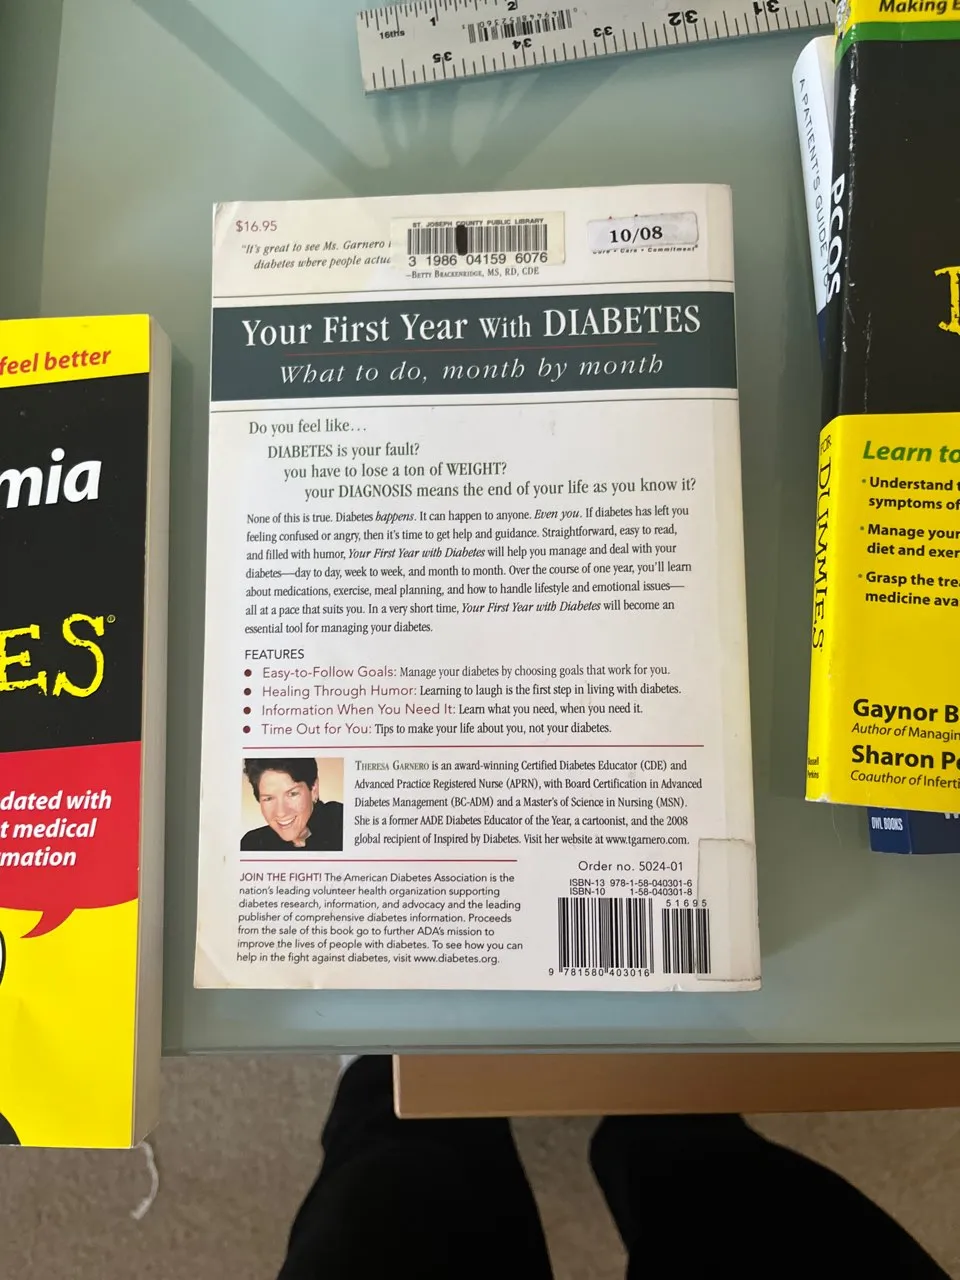 16ths
1
2
35
34
33
32
31
Making E
A PATIENT'S GUIDE TO
PCOS
FOR
DUMMIES
Learn to
• Understand t
symptoms of
• Manage your
diet and exer
• Grasp the tre
medicine ava
Gaynor B
Author of Managin
Sharon Pe
Coauthor of Inferti
Russell
Perkins
OWL BOOKS
feel better
mia
ES®
dated with
t medical
rmation
$16.95
ST. JOSEPH COUNTY PUBLIC LIBRARY
3 1986 04159 6076
10/08
Cure • Care • Commitment®
"It's great to see Ms. Garnero
diabetes where people actua
—BETTY BRACKENRIDGE, MS, RD, CDE
Your First Year With DIABETES
What to do, month by month
Do you feel like…
DIABETES is your fault?
you have to lose a ton of WEIGHT?
your DIAGNOSIS means the end of your life as you know it?
None of this is true. Diabetes happens. It can happen to anyone. Even you. If diabetes has left you
feeling confused or angry, then it's time to get help and guidance. Straightforward, easy to read,
and filled with humor, Your First Year with Diabetes will help you manage and deal with your
diabetes—day to day, week to week, and month to month. Over the course of one year, you'll learn
about medications, exercise, meal planning, and how to handle lifestyle and emotional issues—
all at a pace that suits you. In a very short time, Your First Year with Diabetes will become an
essential tool for managing your diabetes.
FEATURES
• Easy-to-Follow Goals: Manage your diabetes by choosing goals that work for you.
• Healing Through Humor: Learning to laugh is the first step in living with diabetes.
• Information When You Need It: Learn what you need, when you need it.
• Time Out for You: Tips to make your life about you, not your diabetes.
THERESA GARNERO is an award-winning Certified Diabetes Educator (CDE) and
Advanced Practice Registered Nurse (APRN), with Board Certification in Advanced
Diabetes Management (BC-ADM) and a Master's of Science in Nursing (MSN).
She is a former AADE Diabetes Educator of the Year, a cartoonist, and the 2008
global recipient of Inspired by Diabetes. Visit her website at www.tgarnero.com.
JOIN THE FIGHT! The American Diabetes Association is the
nation's leading volunteer health organization supporting
diabetes research, information, and advocacy and the leading
publisher of comprehensive diabetes information. Proceeds
from the sale of this book go to further ADA's mission to
improve the lives of people with diabetes. To see how you can
help in the fight against diabetes, visit www.diabetes.org.
Order no. 5024-01
ISBN-13 978-1-58-040301-6
ISBN-10 1-58-040301-8
51695
9 781580 403016